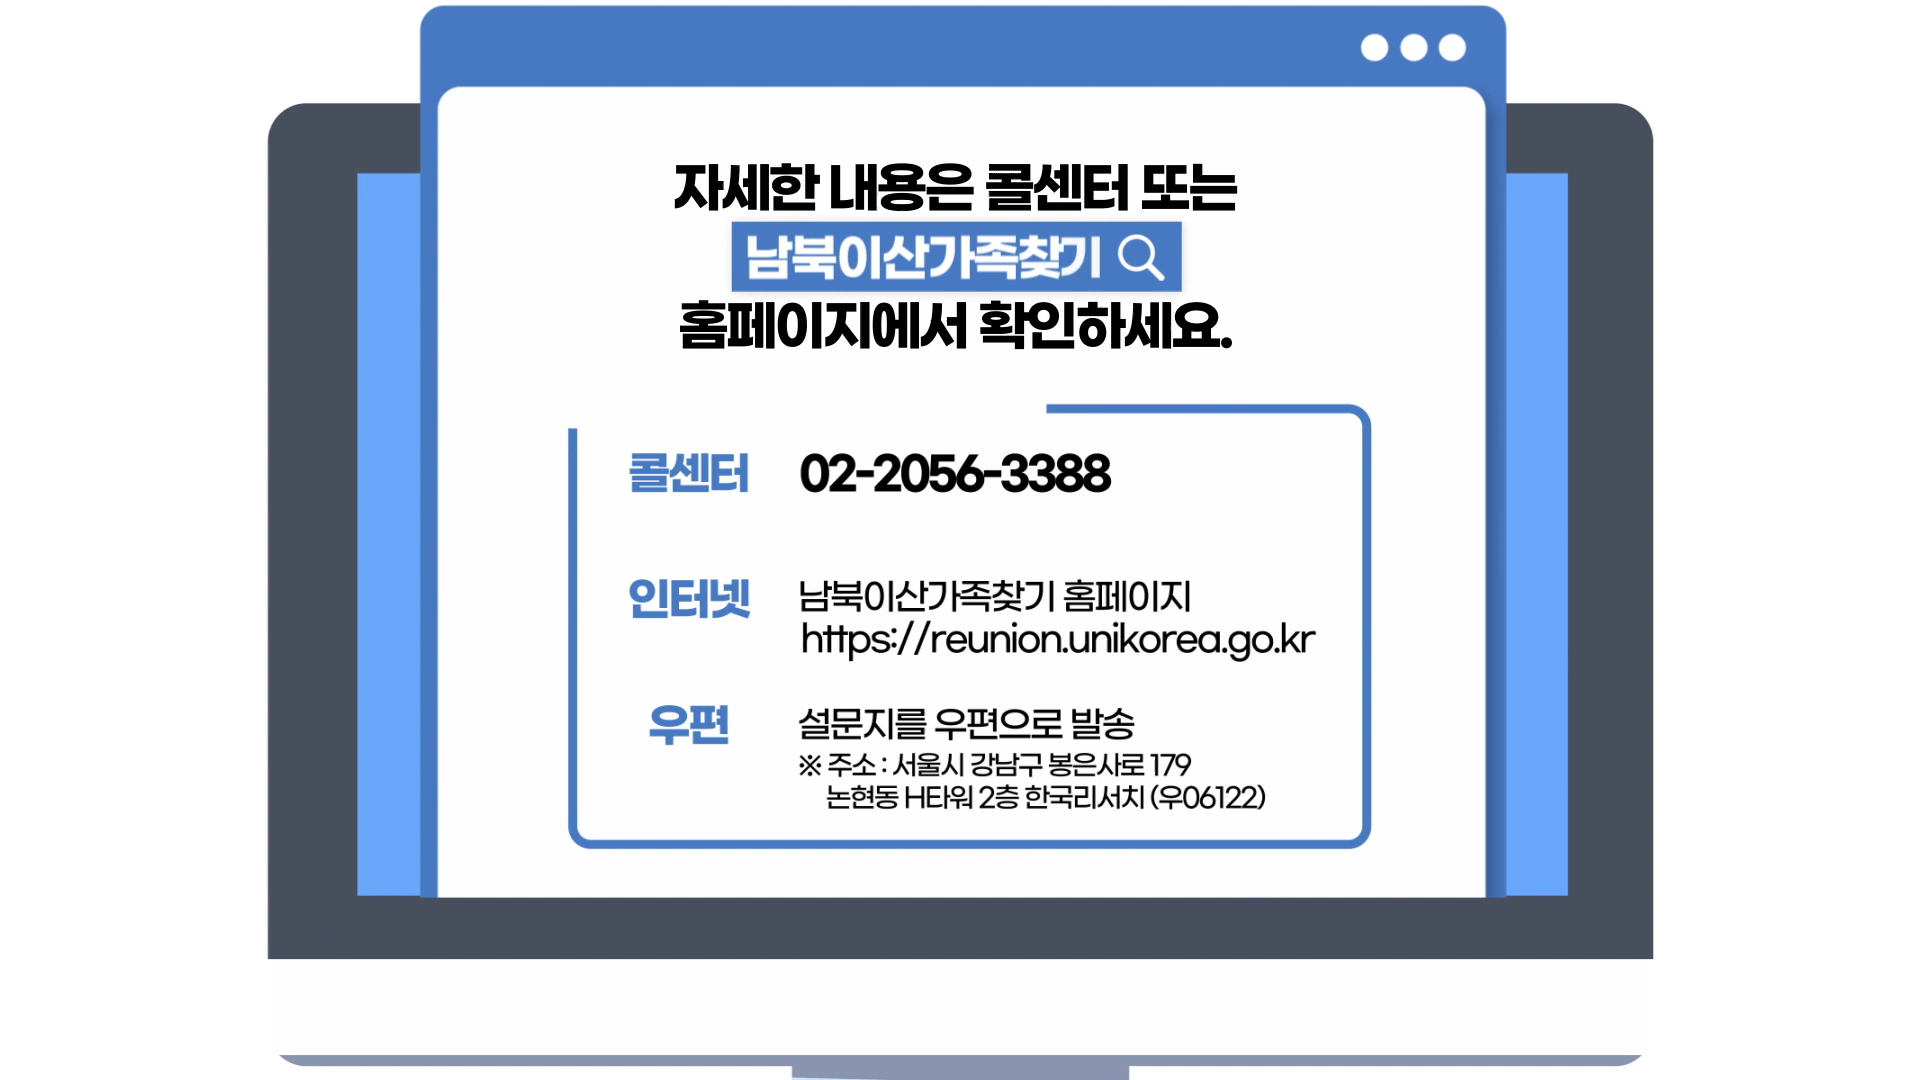 자세한 내용은 콜센터 또는
남북이산가족찾기
홈페이지에서 확인하세요.
콜센터 02-2056-3388
인터넷 남북이산가족찾기 홈페이지
https://reunion.unikorea.go.kr
우편 설문지를 우편으로 발송
※ 주소 : 서울시 강남구 봉은사로 179
논현동 H타워 2층 한국리서치 (우06122)